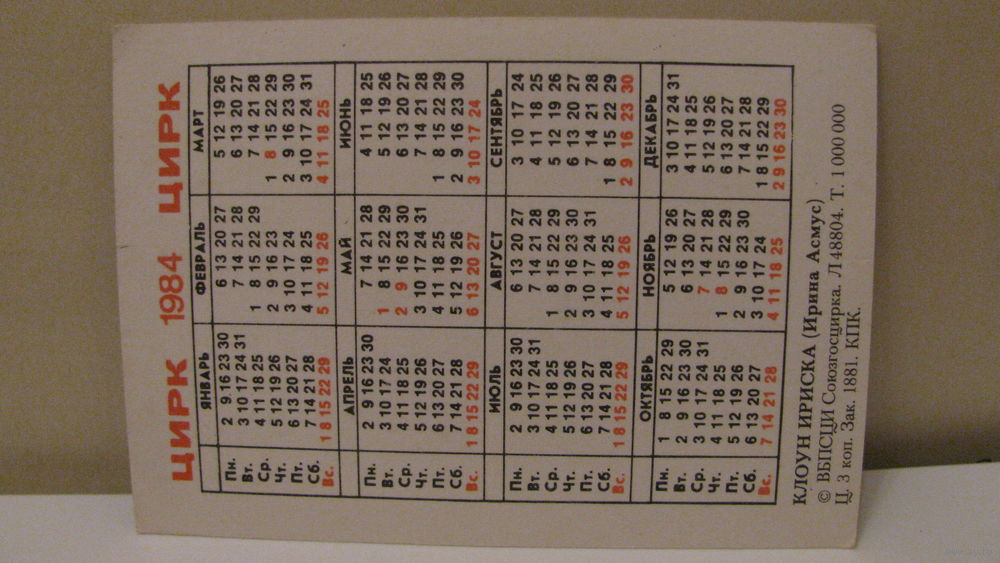 ЦИРК 1984 ЦИРК
ЯНВАРЬ ФЕВРАЛЬ МАРТ
Пн. 2 9 16 23 30 6 13 20 27 5 12 19 26
Вт. 3 10 17 24 31 7 14 21 28 6 13 20 27
Ср. 4 11 18 25 1 8 15 22 29 7 14 21 28
Чт. 5 12 19 26 2 9 16 23 1 8 15 22 29
Пт. 6 13 20 27 3 10 17 24 2 9 16 23 30
Сб. 7 14 21 28 4 11 18 25 3 10 17 24 31
Вс. 1 8 15 22 29 5 12 19 26 4 11 18 25
АПРЕЛЬ МАЙ ИЮНЬ
Пн. 2 9 16 23 30 7 14 21 28 4 11 18 25
Вт. 3 10 17 24 1 8 15 22 29 5 12 19 26
Ср. 4 11 18 25 2 9 16 23 30 6 13 20 27
Чт. 5 12 19 26 3 10 17 24 31 7 14 21 28
Пт. 6 13 20 27 4 11 18 25 1 8 15 22 29
Сб. 7 14 21 28 5 12 19 26 2 9 16 23 30
Вс. 1 8 15 22 29 6 13 20 27 3 10 17 24
ИЮЛЬ АВГУСТ СЕНТЯБРЬ
Пн. 2 9 16 23 30 6 13 20 27 3 10 17 24
Вт. 3 10 17 24 31 7 14 21 28 4 11 18 25
Ср. 4 11 18 25 1 8 15 22 29 5 12 19 26
Чт. 5 12 19 26 2 9 16 23 30 6 13 20 27
Пт. 6 13 20 27 3 10 17 24 31 7 14 21 28
Сб. 7 14 21 28 4 11 18 25 1 8 15 22 29
Вс. 1 8 15 22 29 5 12 19 26 2 9 16 23 30
ОКТЯБРЬ НОЯБРЬ ДЕКАБРЬ
Пн. 1 8 15 22 29 5 12 19 26 3 10 17 24 31
Вт. 2 9 16 23 30 6 13 20 27 4 11 18 25
Ср. 3 10 17 24 31 7 14 21 28 5 12 19 26
Чт. 4 11 18 25 1 8 15 22 29 6 13 20 27
Пт. 5 12 19 26 2 9 16 23 30 7 14 21 28
Сб. 6 13 20 27 3 10 17 24 1 8 15 22 29
Вс. 7 14 21 28 4 11 18 25 2 9 16 23 30
КЛОУН ИРИСКА (Ирина Асмус)
© ВБПСЦИ Союзгосцирка. Л48804. Т. 1 000 000
Ц. 3 коп. Зак. 1881. КПК.